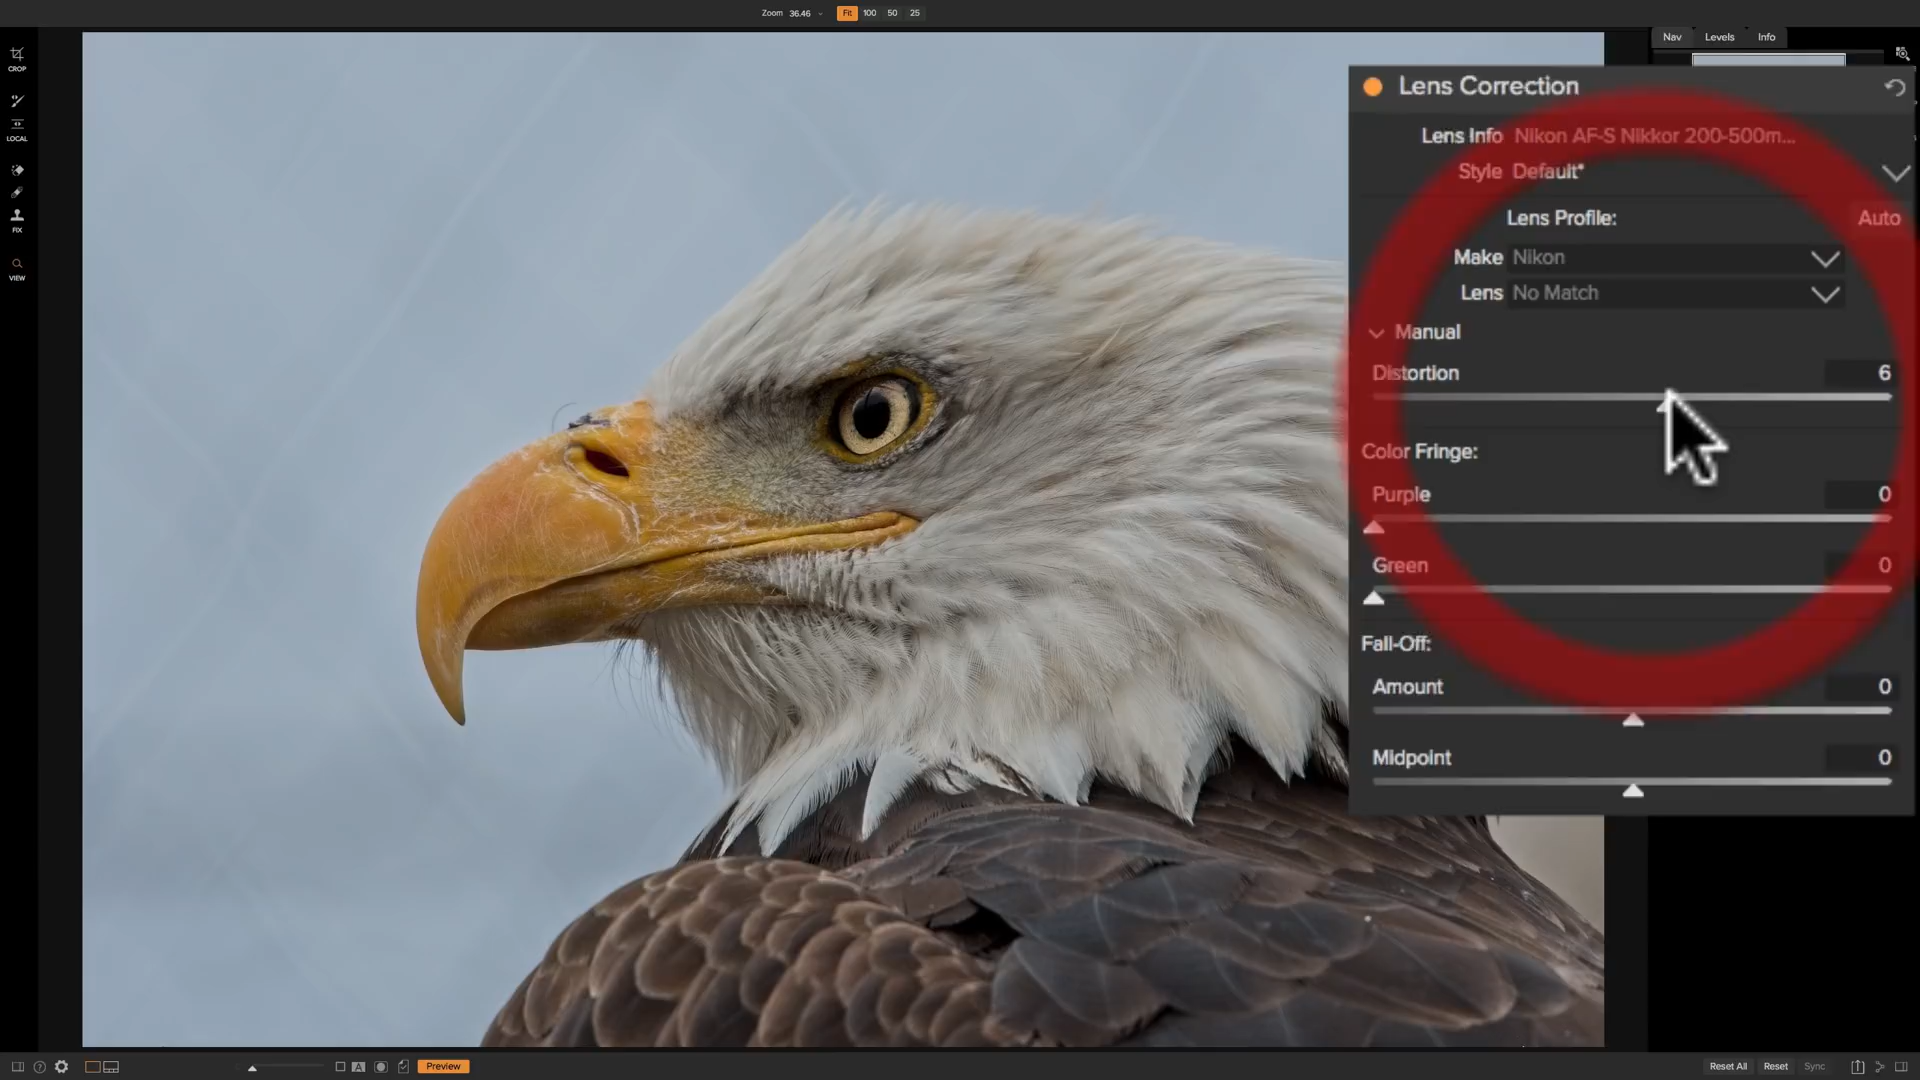 Zoom 36.46 Fit 100 50 25
Nav Levels Info
CROP
LOCAL
FIX
VIEW
Lens Correction
Lens Info Nikon AF-S Nikkor 200-500m...
Style Default*
Lens Profile: Auto
Make Nikon
Lens No Match
Manual
Distortion 6
Color Fringe:
Purple 0
Green 0
Fall-Off:
Amount 0
Midpoint 0
A Preview
Reset All Reset Sync